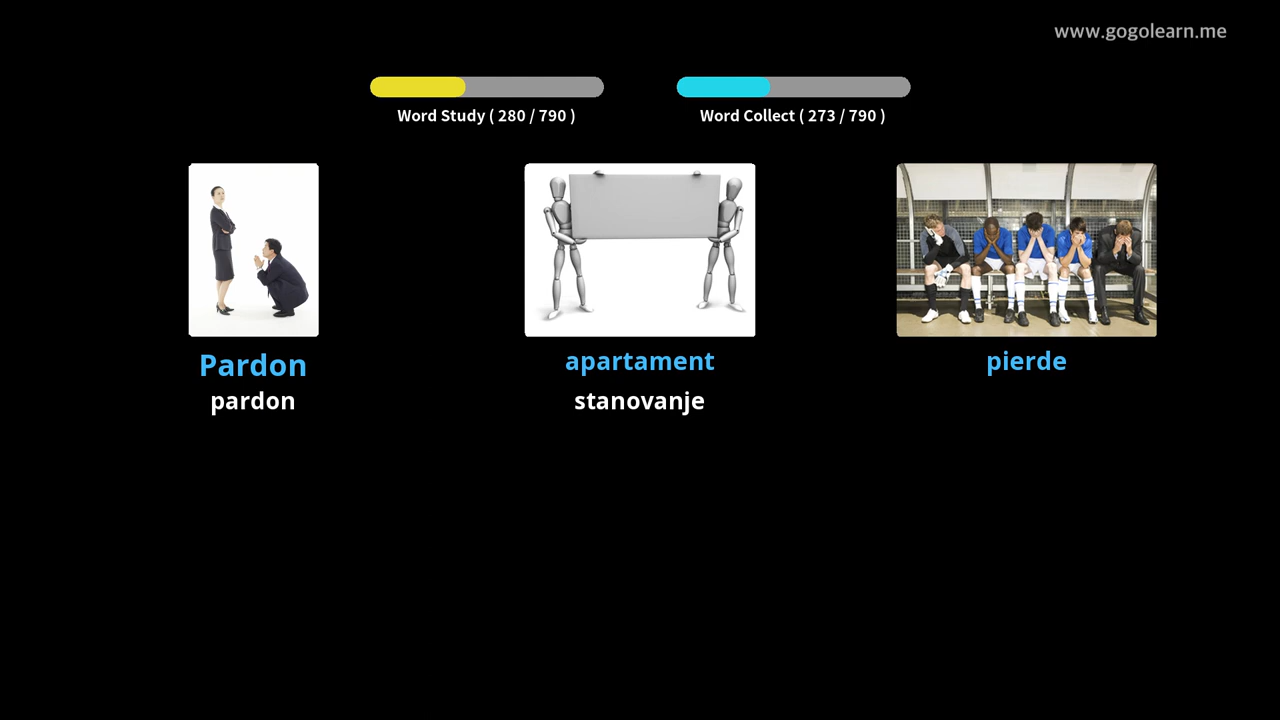 www.gogolearn.me
Word Study ( 280 / 790 )
Word Collect ( 273 / 790 )
Pardon
pardon
apartament
stanovanje
pierde